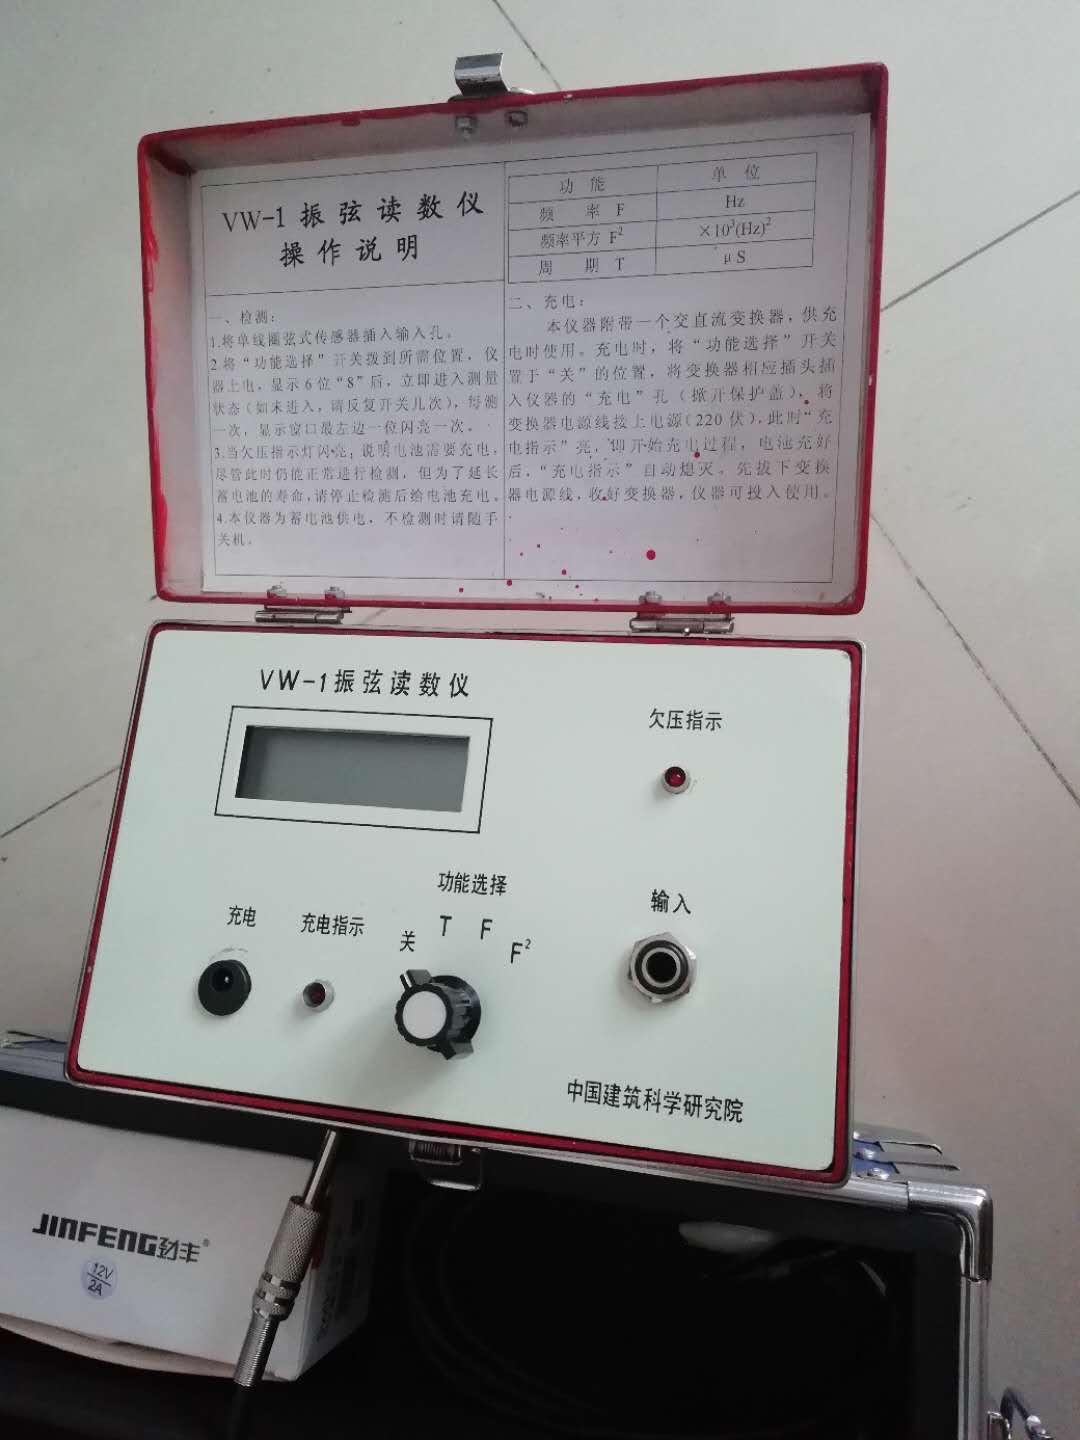 VW-1 振弦读数仪
操作说明
功 能 单 位
频 率 F Hz
频率平方 F² ×10³(Hz)²
周 期 T μS
一、检测：
1.将单线圈弦式传感器插入输入孔。
2.将“功能选择”开关拨到所需位置，仪
器上电，显示6位“8”后，立即进入测量
状态（如未进入，请反复开关几次），每测
一次，显示窗口最左边一位闪亮一次。
3.当欠压指示灯闪亮，说明电池需要充电，
尽管此时仍能正常进行检测，但为了延长
蓄电池的寿命，请停止检测后给电池充电。
4.本仪器为蓄电池供电，不检测时请随手
关机。
二、充电：
本仪器附带一个交直流变换器，供充
电时使用。充电时，将“功能选择”开关
置于“关”的位置，将变换器相应插头插
入仪器的“充电”孔（掀开保护盖），将
变换器电源线接上电源（220伏），此时“充
电指示”亮，即开始充电过程，电池充好
后，“充电指示”自动熄灭。先拔下变换
器电源线，收好变换器，仪器可投入使用。
VW-1振弦读数仪
欠压指示
功能选择
充电
充电指示
关
T
F
F²
输入
中国建筑科学研究院
JINFENG劲丰®
12V
2A